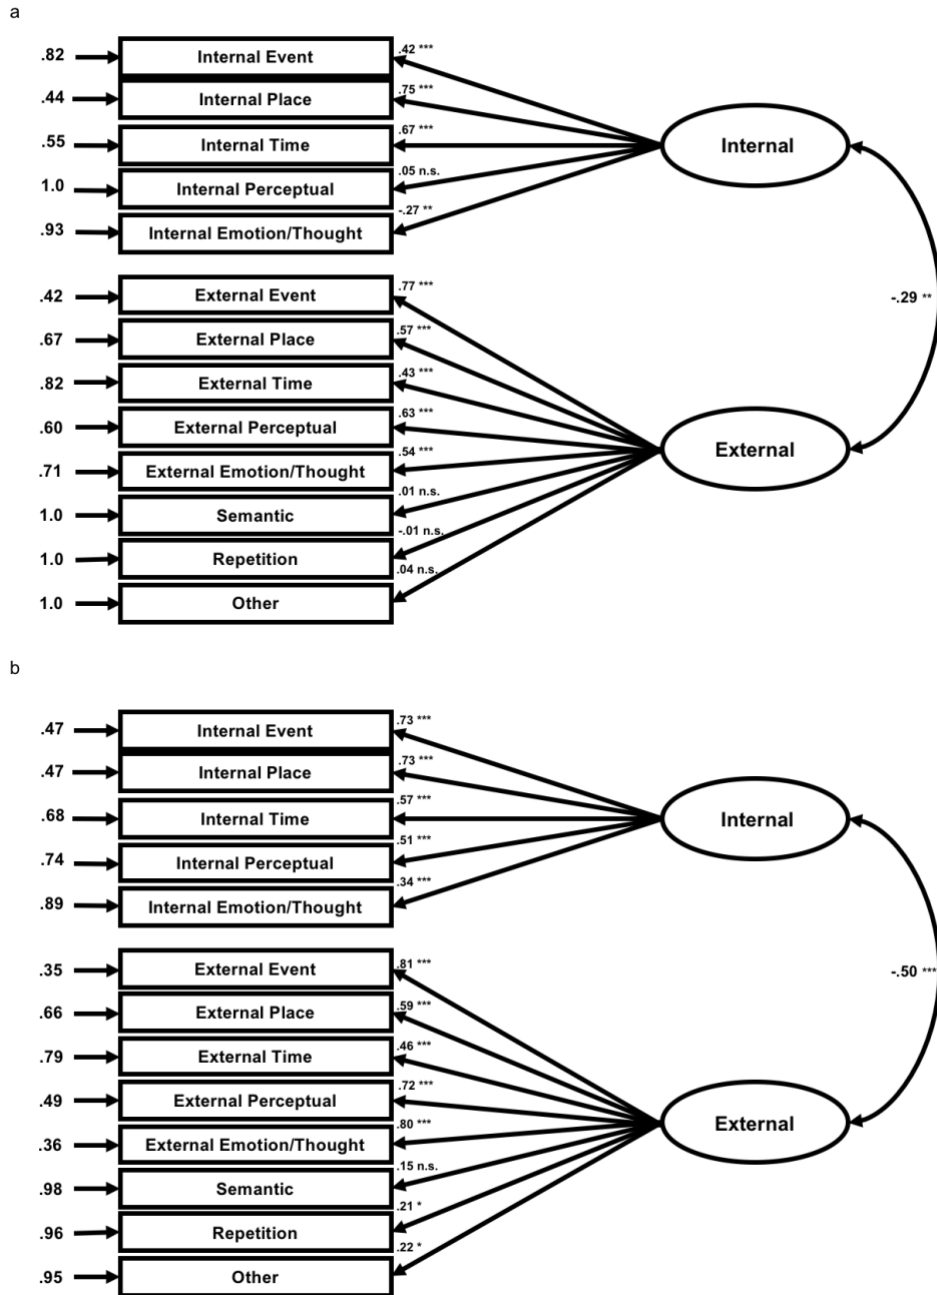 a
.82 Internal Event .42 ***
.44 Internal Place .75 ***
.55 Internal Time .67 *** Internal
1.0 Internal Perceptual .05 n.s.
.93 Internal Emotion/Thought -.27 **
.42 External Event .77 *** -.29 **
.67 External Place .57 ***
.82 External Time .43 ***
.60 External Perceptual .63 ***
.71 External Emotion/Thought .54 *** External
1.0 Semantic .01 n.s.
1.0 Repetition -.01 n.s.
1.0 Other .04 n.s.
b
.47 Internal Event .73 ***
.47 Internal Place .73 ***
.68 Internal Time .57 *** Internal
.74 Internal Perceptual .51 ***
.89 Internal Emotion/Thought .34 ***
.35 External Event .81 *** -.50 ***
.66 External Place .59 ***
.79 External Time .46 ***
.49 External Perceptual .72 ***
.36 External Emotion/Thought .80 *** External
.98 Semantic .15 n.s.
.96 Repetition .21 *
.95 Other .22 *